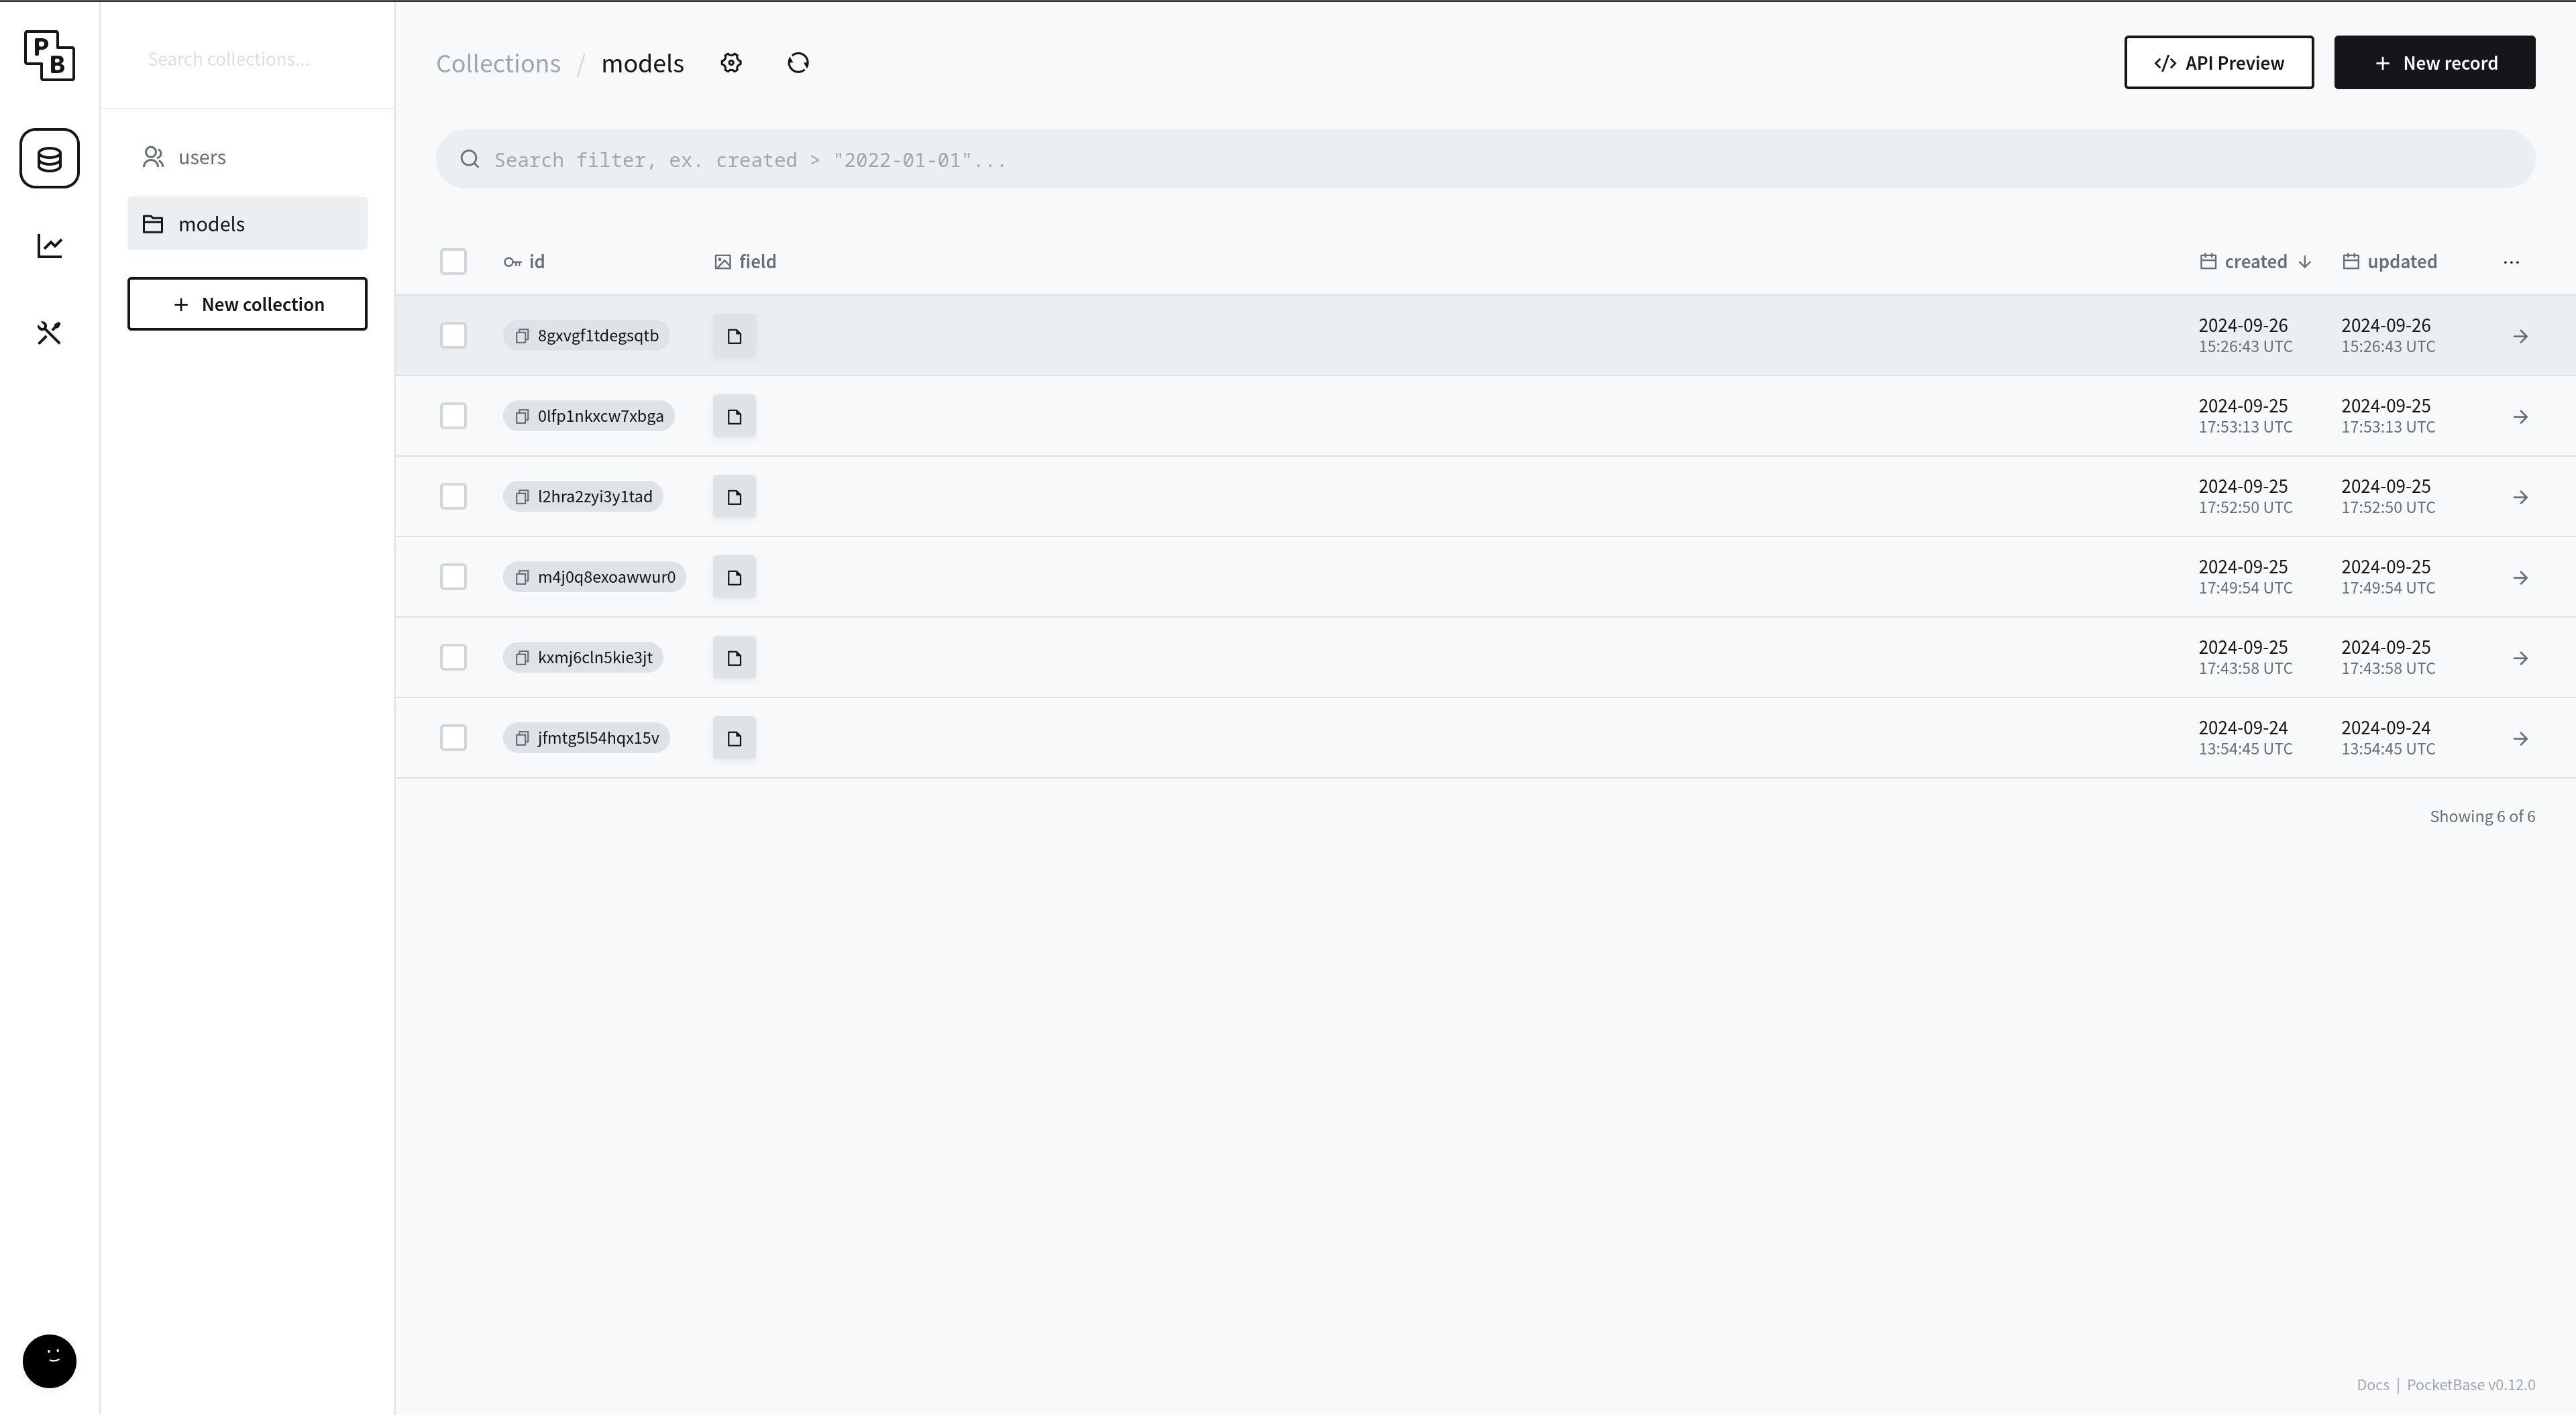 P
B
Search collections...
users
models
+ New collection
Collections / models
</> API Preview
+ New record
Search filter, ex. created > "2022-01-01"...
id field created updated ...
8gxvgf1tdegsqtb 2024-09-26 2024-09-26
15:26:43 UTC 15:26:43 UTC
0lfp1nkxcw7xbga 2024-09-25 2024-09-25
17:53:13 UTC 17:53:13 UTC
l2hra2zyi3y1tad 2024-09-25 2024-09-25
17:52:50 UTC 17:52:50 UTC
m4j0q8exoawwur0 2024-09-25 2024-09-25
17:49:54 UTC 17:49:54 UTC
kxmj6cln5kie3jt 2024-09-25 2024-09-25
17:43:58 UTC 17:43:58 UTC
jfmtg5l54hqx15v 2024-09-24 2024-09-24
13:54:45 UTC 13:54:45 UTC
Showing 6 of 6
Docs | PocketBase v0.12.0